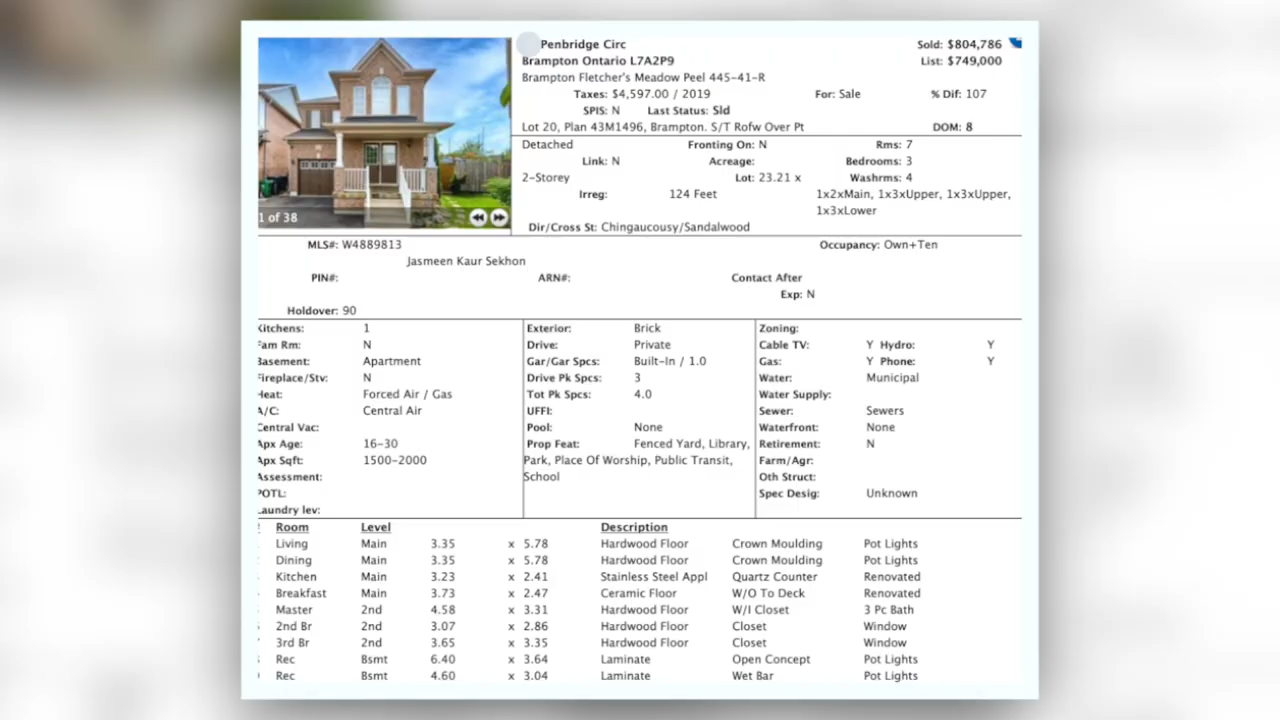 Penbridge Circ Sold: $804,786
Brampton Ontario L7A2P9 List: $749,000
Brampton Fletcher's Meadow Peel 445-41-R
Taxes: $4,597.00 / 2019 For: Sale % Dif: 107
SPIS: N Last Status: Sld
Lot 20, Plan 43M1496, Brampton. S/T Rofw Over Pt DOM: 8
Detached Fronting On: N Rms: 7
Link: N Acreage: Bedrooms: 3
2-Storey Lot: 23.21 x Washrms: 4
Irreg: 124 Feet 1x2xMain, 1x3xUpper, 1x3xUpper,
1x3xLower
1 of 38
Dir/Cross St: Chingaucousy/Sandalwood
MLS#: W4889813 Occupancy: Own+Ten
Jasmeen Kaur Sekhon
PIN#: ARN#: Contact After
Exp: N
Holdover: 90
Kitchens: 1 Exterior: Brick Zoning:
Fam Rm: N Drive: Private Cable TV: Y Hydro: Y
Basement: Apartment Gar/Gar Spcs: Built-In / 1.0 Gas: Y Phone: Y
Fireplace/Stv: N Drive Pk Spcs: 3 Water: Municipal
Heat: Forced Air / Gas Tot Pk Spcs: 4.0 Water Supply:
A/C: Central Air UFFI: Sewer: Sewers
Central Vac: Pool: None Waterfront: None
Apx Age: 16-30 Prop Feat: Fenced Yard, Library, Retirement: N
Apx Sqft: 1500-2000 Park, Place Of Worship, Public Transit, Farm/Agr:
Assessment: School Oth Struct:
POTL: Spec Desig: Unknown
Laundry lev:
Room Level Description
Living Main 3.35 x 5.78 Hardwood Floor Crown Moulding Pot Lights
Dining Main 3.35 x 5.78 Hardwood Floor Crown Moulding Pot Lights
Kitchen Main 3.23 x 2.41 Stainless Steel Appl Quartz Counter Renovated
Breakfast Main 3.73 x 2.47 Ceramic Floor W/O To Deck Renovated
Master 2nd 4.58 x 3.31 Hardwood Floor W/I Closet 3 Pc Bath
2nd Br 2nd 3.07 x 2.86 Hardwood Floor Closet Window
3rd Br 2nd 3.65 x 3.35 Hardwood Floor Closet Window
Rec Bsmt 6.40 x 3.64 Laminate Open Concept Pot Lights
Rec Bsmt 4.60 x 3.04 Laminate Wet Bar Pot Lights